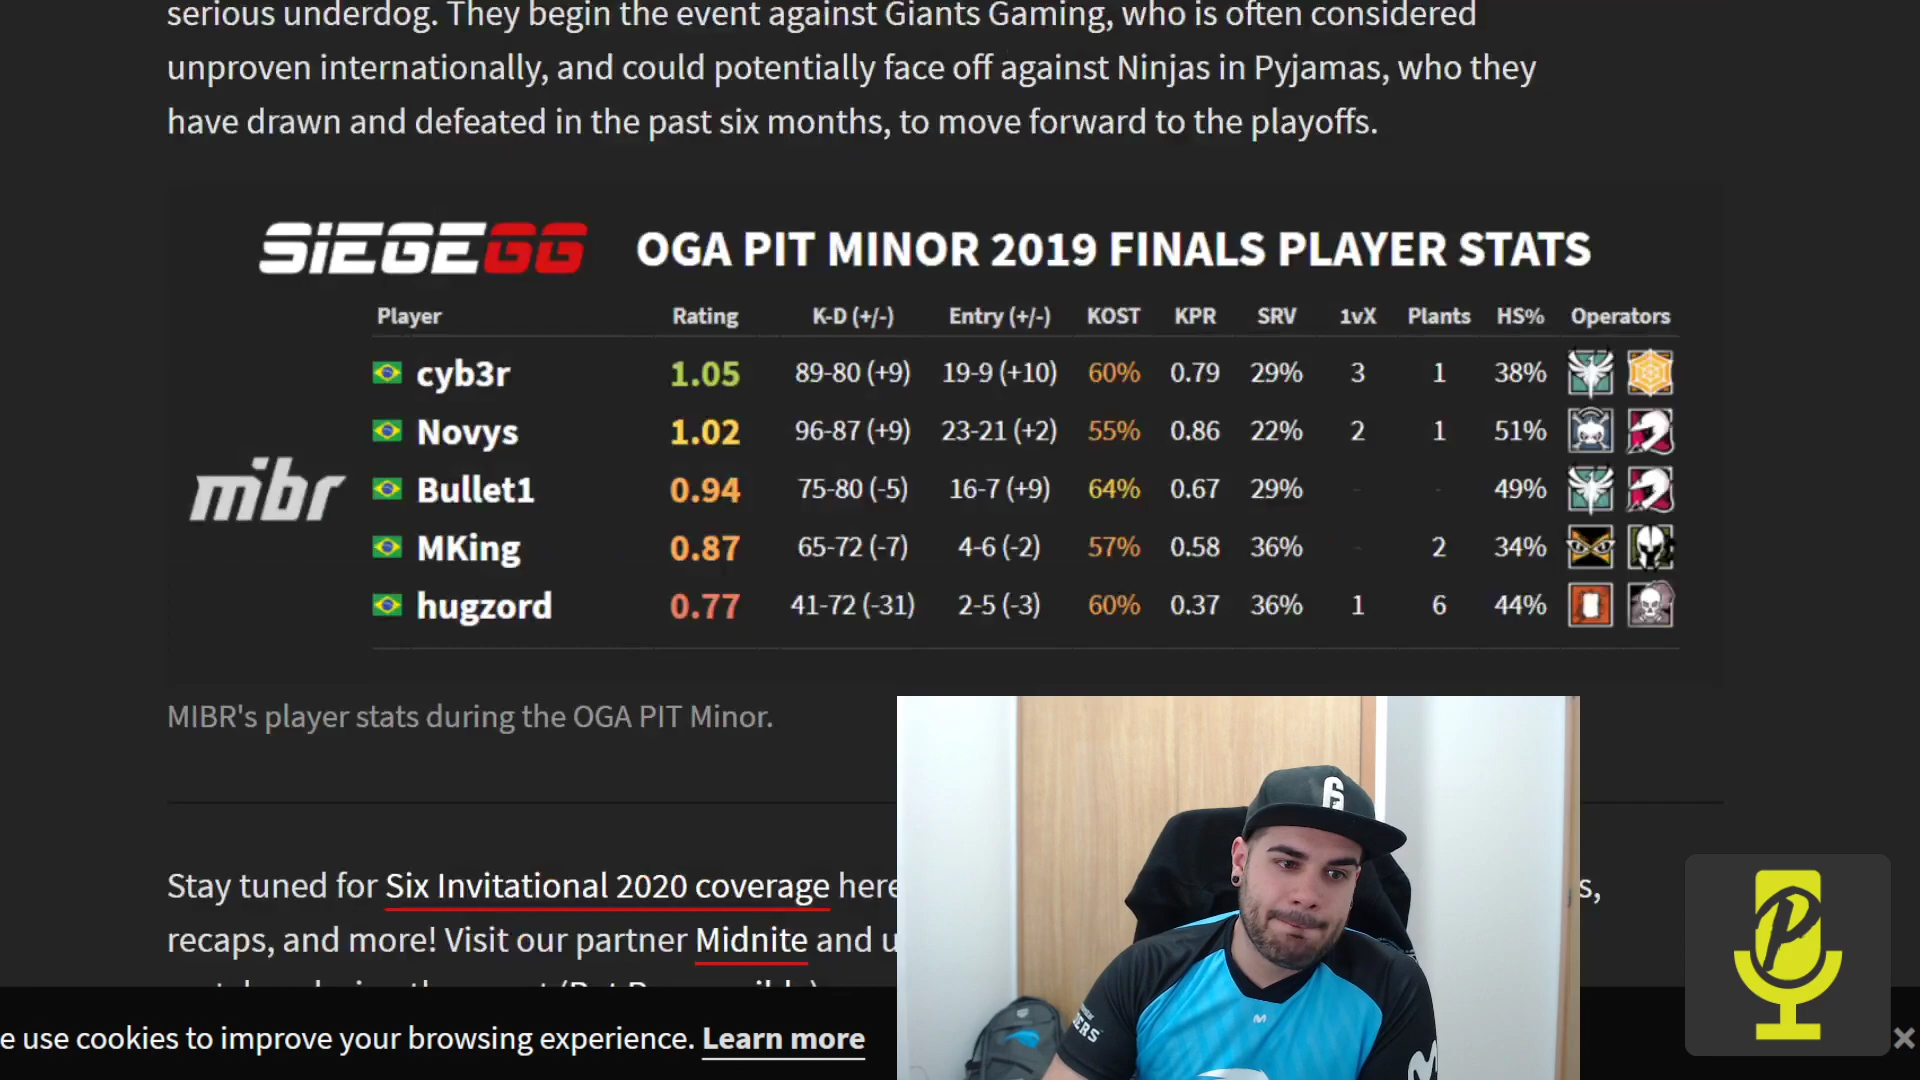 serious underdog. They begin the event against Giants Gaming, who is often considered
unproven internationally, and could potentially face off against Ninjas in Pyjamas, who they
have drawn and defeated in the past six months, to move forward to the playoffs.
SIEGEGG OGA PIT MINOR 2019 FINALS PLAYER STATS
Player Rating K-D (+/-) Entry (+/-) KOST KPR SRV 1vX Plants HS% Operators
cyb3r 1.05 89-80 (+9) 19-9 (+10) 60% 0.79 29% 3 1 38%
Novys 1.02 96-87 (+9) 23-21 (+2) 55% 0.86 22% 2 1 51%
mibr
Bullet1 0.94 75-80 (-5) 16-7 (+9) 64% 0.67 29% - - 49%
MKing 0.87 65-72 (-7) 4-6 (-2) 57% 0.58 36% - 2 34%
hugzord 0.77 41-72 (-31) 2-5 (-3) 60% 0.37 36% 1 6 44%
MIBR's player stats during the OGA PIT Minor.
6
Stay tuned for Six Invitational 2020 coverage here s,
recaps, and more! Visit our partner Midnite and u
e use cookies to improve your browsing experience. Learn more
P